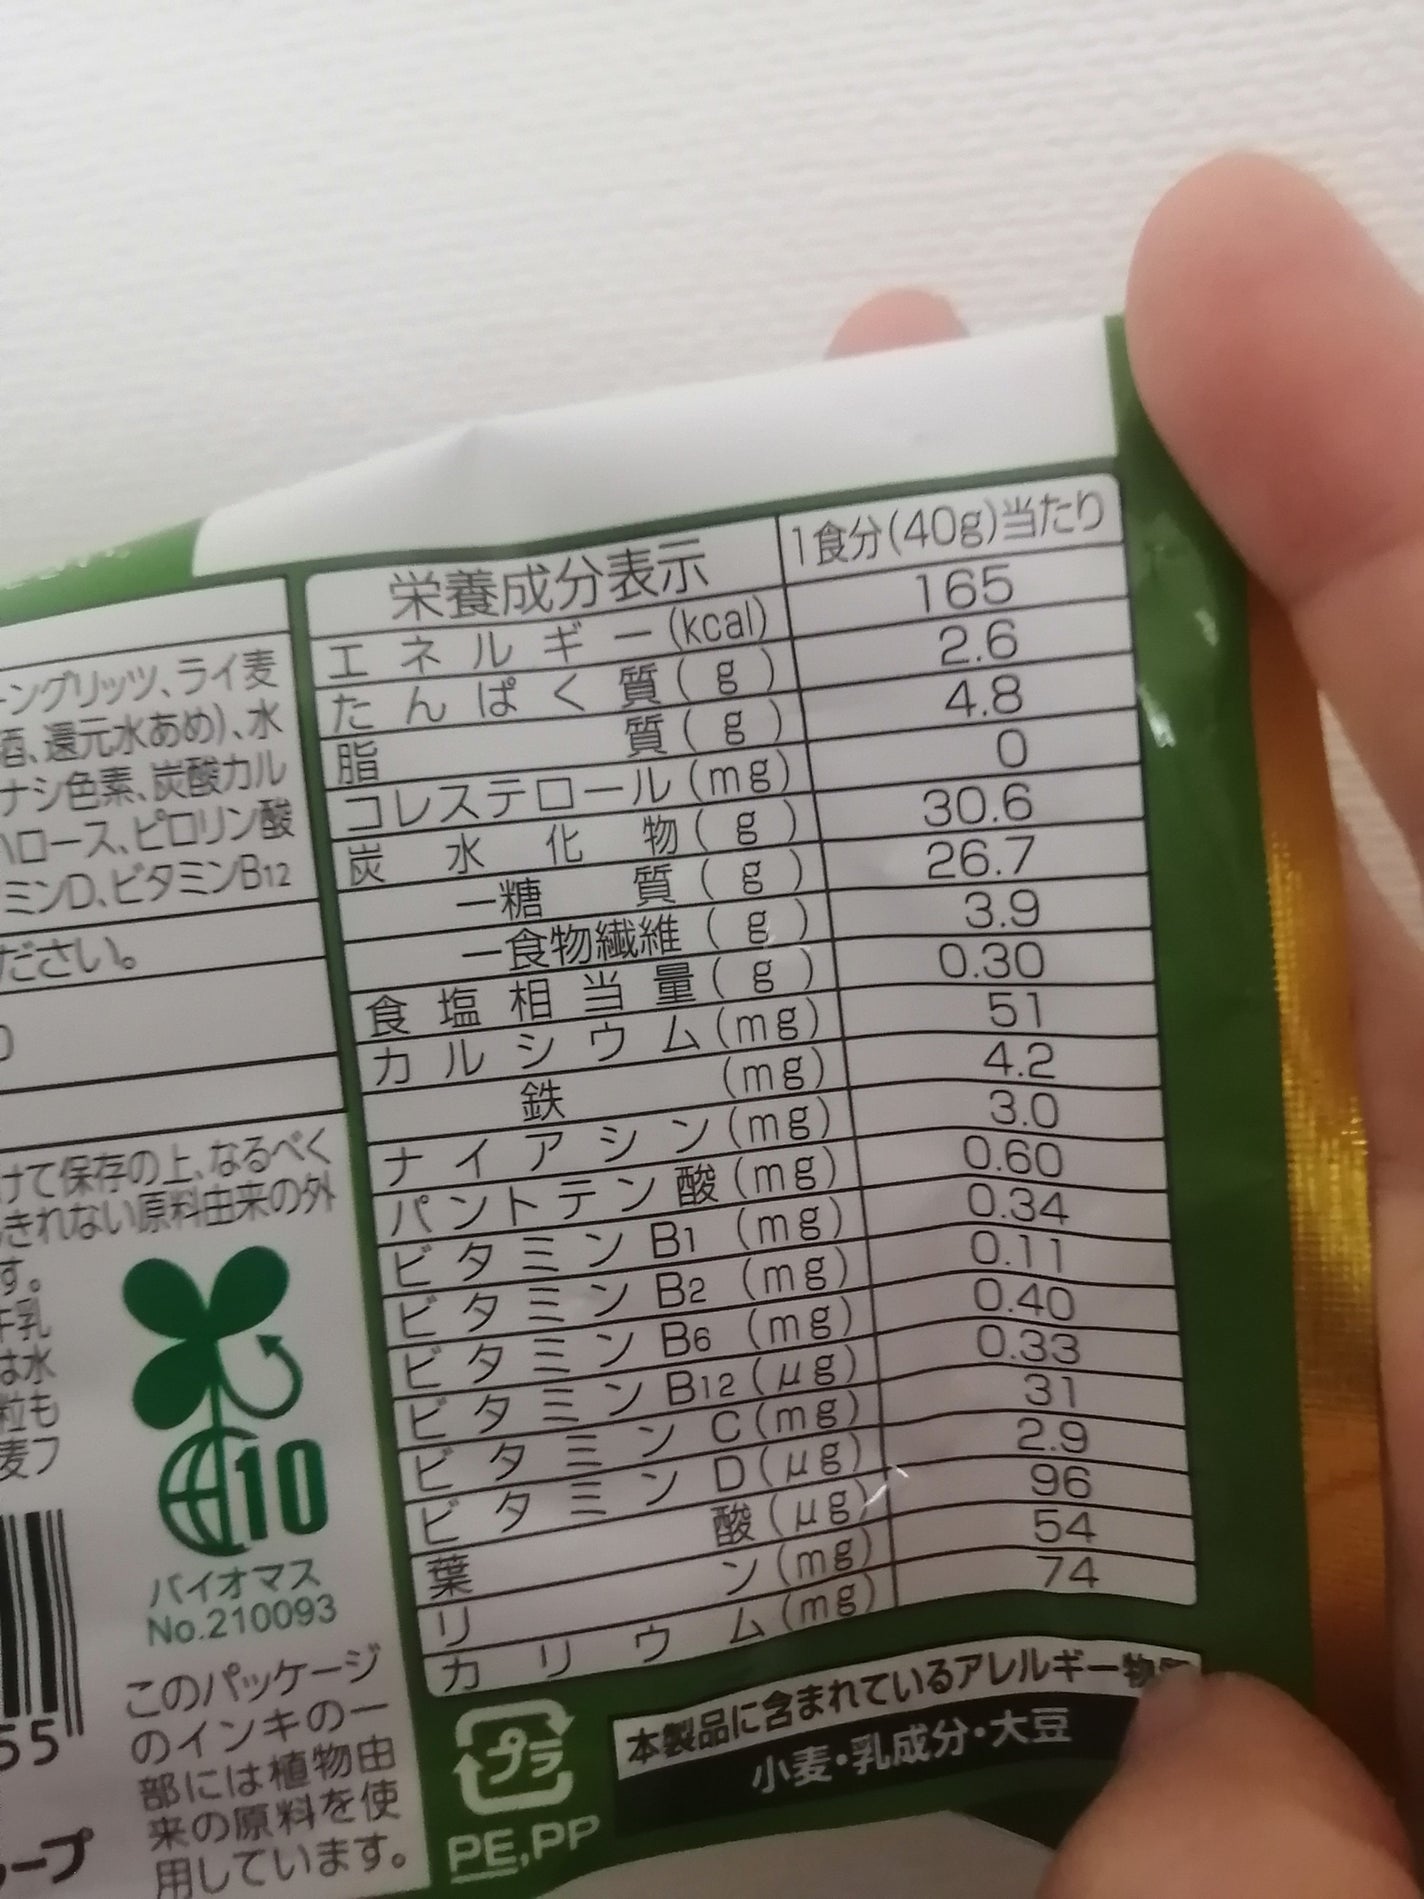 ーングリッツ、ライ麦
酒、還元水あめ)、水
ナシ色素、炭酸カル
ハロース、ピロリン酸
ミンD、ビタミンB12
ださい。
けて保存の上、なるべく
きれない原料由来の外
す。
牛乳
は水
粒も
麦フ
10
バイオマス
No.210093
このパッケージ
のインキの一
部には植物由
来の原料を使
用しています。
55
ープ
栄養成分表示 1食分(40g)当たり
エネルギー(kcal) 165
たんぱく質(g) 2.6
脂質(g) 4.8
コレステロール(mg) 0
炭水化物(g) 30.6
ー糖質(g) 26.7
ー食物繊維(g) 3.9
食塩相当量(g) 0.30
カルシウム(mg) 51
鉄(mg) 4.2
ナイアシン(mg) 3.0
パントテン酸(mg) 0.60
ビタミンB1(mg) 0.34
ビタミンB2(mg) 0.11
ビタミンB6(mg) 0.40
ビタミンB12(μg) 0.33
ビタミンC(mg) 31
ビタミンD(μg) 2.9
葉酸(μg) 96
リン(mg) 54
カリウム(mg) 74
プラ
PE,PP
本製品に含まれているアレルギー物質
小麦・乳成分・大豆